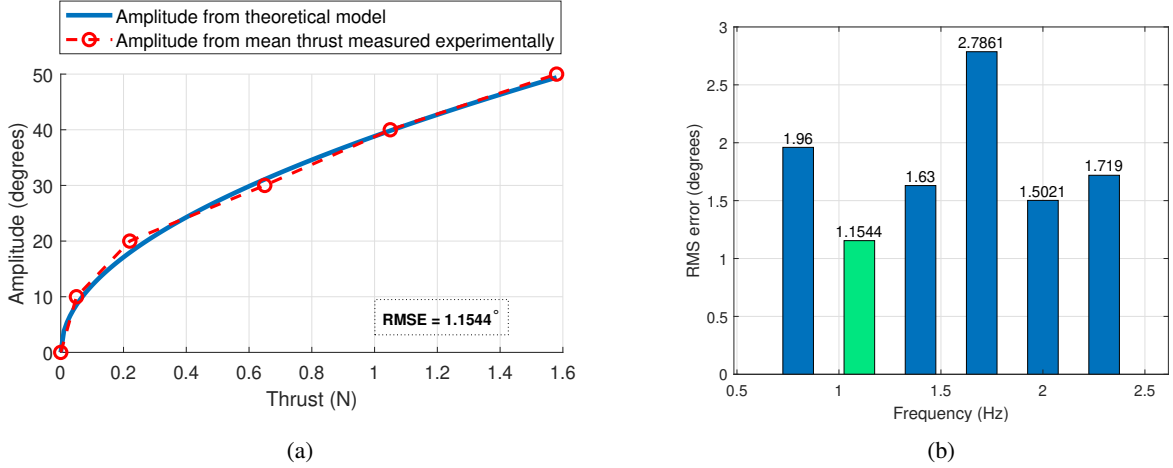 Amplitude from theoretical model
Amplitude from mean thrust measured experimentally
50
40
30
20
10
0
Amplitude (degrees)
RMSE = 1.1544°
0 0.2 0.4 0.6 0.8 1 1.2 1.4 1.6
Thrust (N)
(a)
3
2.5
2
1.5
1
0.5
0
RMS error (degrees)
1.96
1.1544
1.63
2.7861
1.5021
1.719
0.5 1 1.5 2 2.5
Frequency (Hz)
(b)